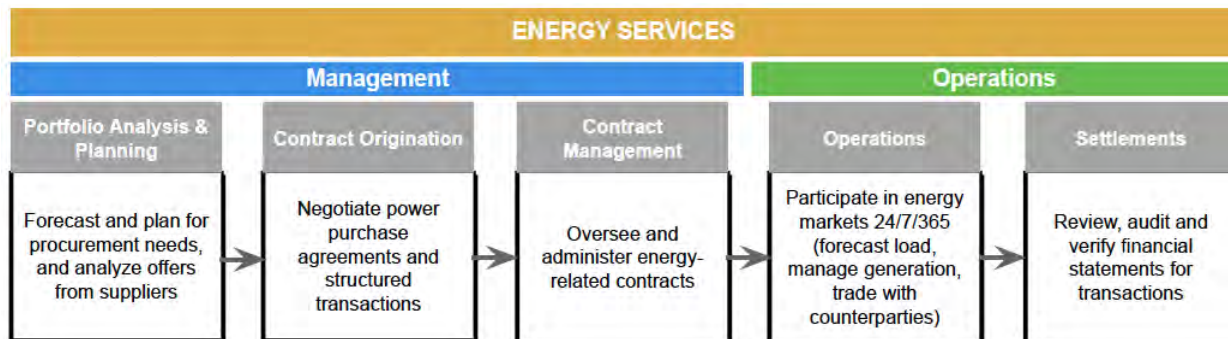 ENERGY SERVICES
Management
Operations
Portfolio Analysis &
Planning
Contract Origination
Contract
Management
Operations
Settlements
Forecast and plan for
procurement needs,
and analyze offers
from suppliers
Negotiate power
purchase
agreements and
structured
transactions
Oversee and
administer energy-
related contracts
Participate in energy
markets 24/7/365
(forecast load,
manage generation,
trade with
counterparties)
Review, audit and
verify financial
statements for
transactions